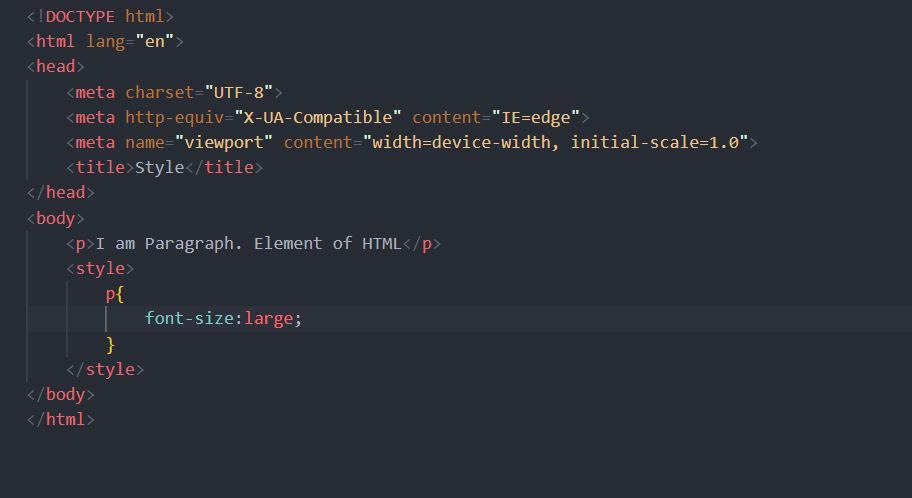 <!DOCTYPE html>
<html lang="en">
<head>
    <meta charset="UTF-8">
    <meta http-equiv="X-UA-Compatible" content="IE=edge">
    <meta name="viewport" content="width=device-width, initial-scale=1.0">
    <title>Style</title>
</head>
<body>
    <p>I am Paragraph. Element of HTML</p>
    <style>
        p{
            font-size:large;
        }
    </style>
</body>
</html>